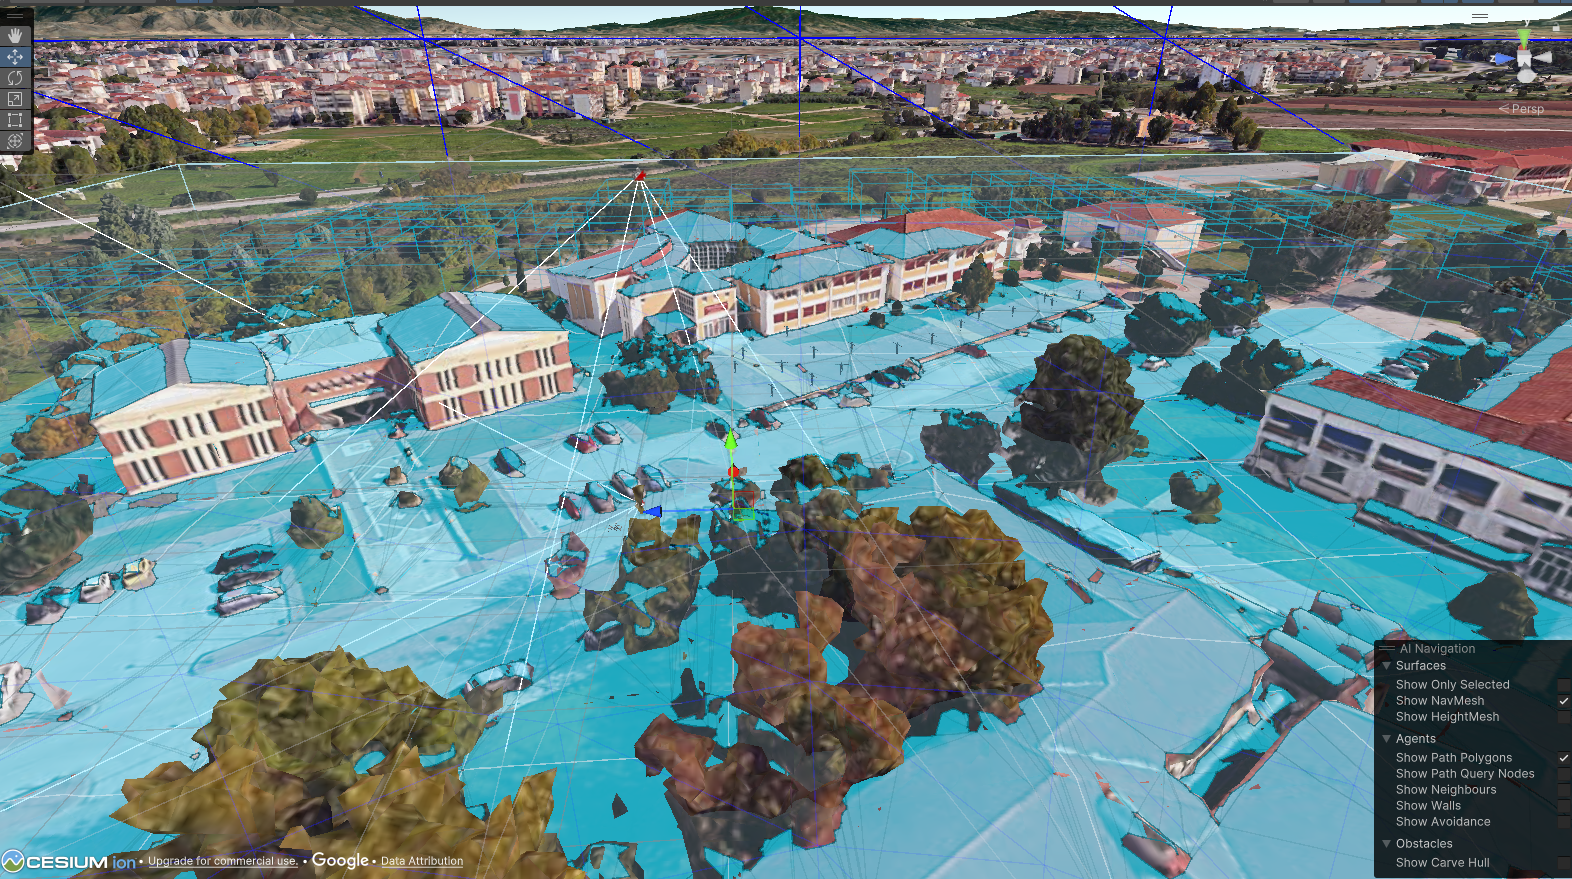 y
< Persp
AI Navigation
Surfaces
Show Only Selected
Show NavMesh
Show HeightMesh
Agents
Show Path Polygons
Show Path Query Nodes
Show Neighbours
Show Walls
Show Avoidance
Obstacles
Show Carve Hull
CESIUM ion • Upgrade for commercial use. • Google • Data Attribution